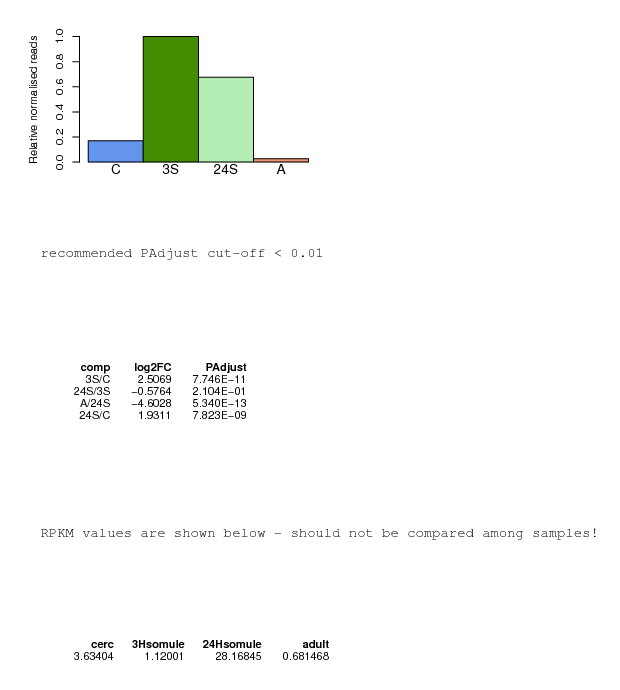 Relative normalised reads
1.0
0.8
0.6
0.4
0.2
0.0
C 3S 24S A
recommended PAdjust cut-off < 0.01
comp log2FC PAdjust
3S/C 2.5069 7.746E-11
24S/3S -0.5764 2.104E-01
A/24S -4.6028 5.340E-13
24S/C 1.9311 7.823E-09
RPKM values are shown below - should not be compared among samples!
cerc 3Hsomule 24Hsomule adult
3.63404 1.12001 28.16845 0.681468